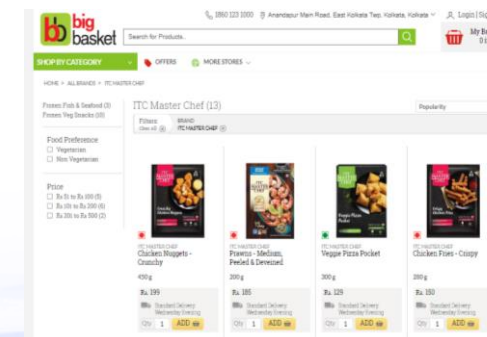 1860 123 1000 Anandapur Main Road, East Kolkata Twp, Kolkata, Kolkata
Login | Sig
bb big basket
Search for Products..
My Ba
SHOP BY CATEGORY
OFFERS
MORE STORES
HOME > ALL BRANDS > ITC MASTER CHEF
Frozen Fish & Seafood (3)
Frozen Veg Snacks (10)
Food Preference
Vegetarian
Non Vegetarian
Price
Rs 51 to Rs 100 (5)
Rs 101 to Rs 200 (6)
Rs 201 to Rs 500 (2)
ITC Master Chef (13)
Popularity
Filters
Clear all
BRAND
ITC MASTER CHEF
ITC MASTER CHEF
Chicken Nuggets -
Crunchy
450 g
Rs. 199
Standard Delivery
Wednesday Evening
Qty 1 ADD
ITC MASTER CHEF
Prawns - Medium,
Peeled & Deveined
200 g
Rs. 185
Standard Delivery
Wednesday Evening
Qty 1 ADD
ITC MASTER CHEF
Veggie Pizza Pocket
300 g
Rs. 129
Standard Delivery
Wednesday Evening
Qty 1 ADD
ITC MASTER CHEF
Chicken Fries - Crispy
200 g
Rs. 150
Standard Delivery
Wednesday Evening
Qty 1 ADD